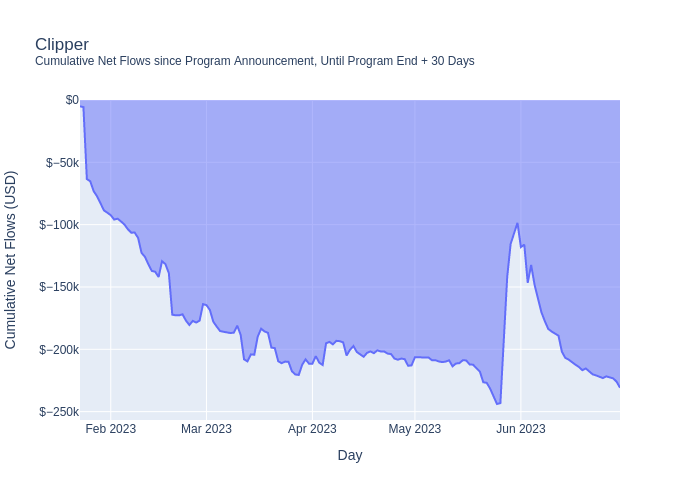 Clipper
Cumulative Net Flows since Program Announcement, Until Program End + 30 Days
Cumulative Net Flows (USD)
$0
$−50k
$−100k
$−150k
$−200k
$−250k
Feb 2023
Mar 2023
Apr 2023
May 2023
Jun 2023
Day